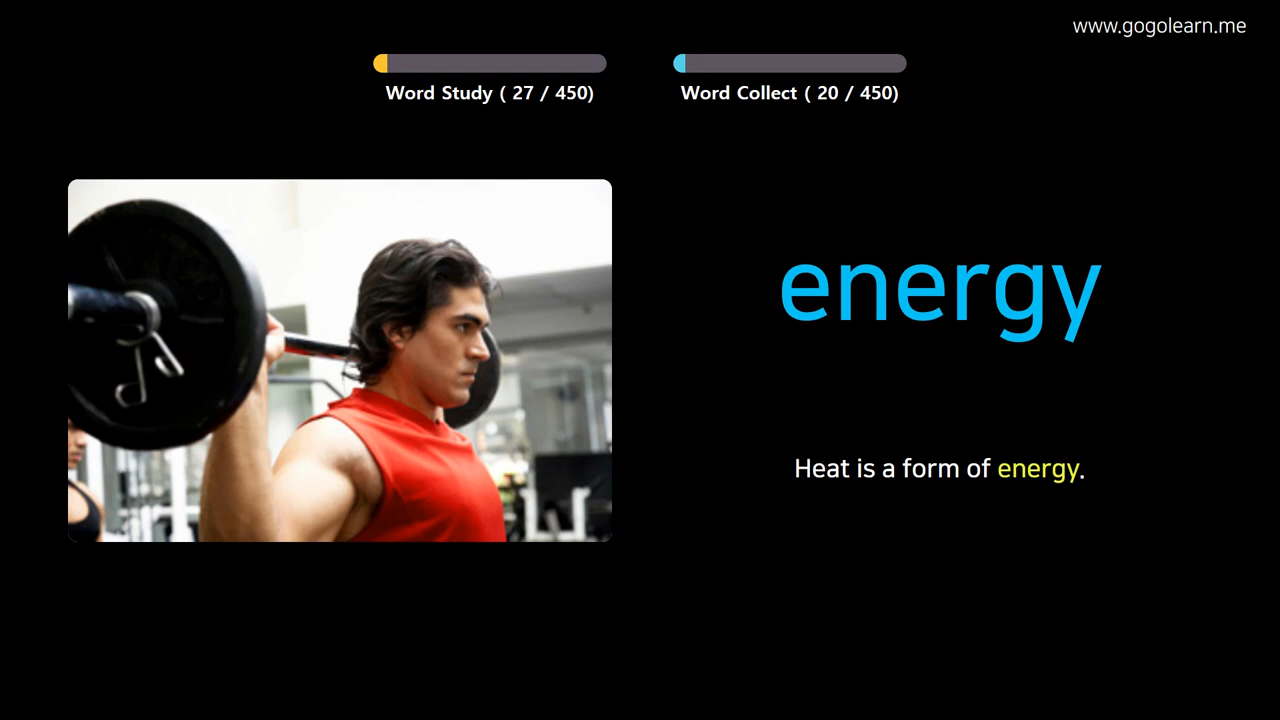 www.gogolearn.me
Word Study ( 27 / 450)
Word Collect ( 20 / 450)
energy
Heat is a form of energy.